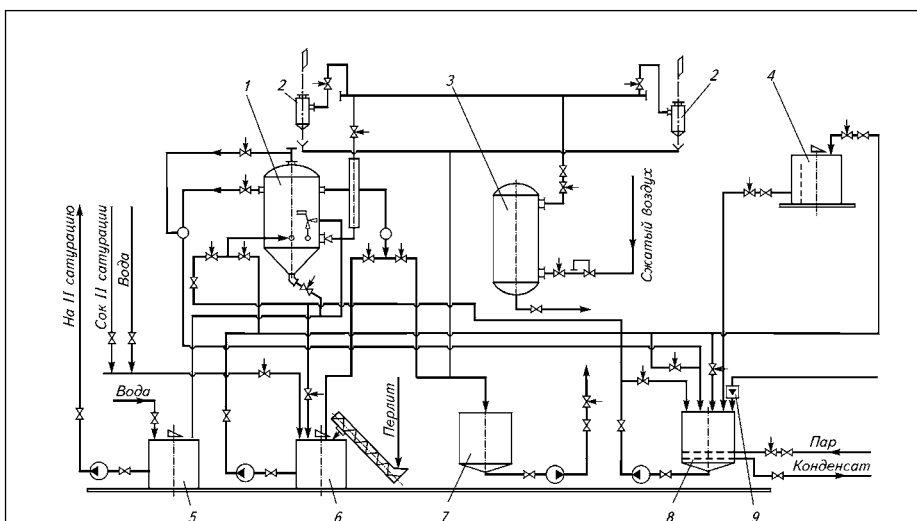 2
3
2
4
1
На II сатурацию
Сок II сатурации
Вода
Сжатый воздух
Вода
Перлит
Пар
Конденсат
5
6
7
8
9